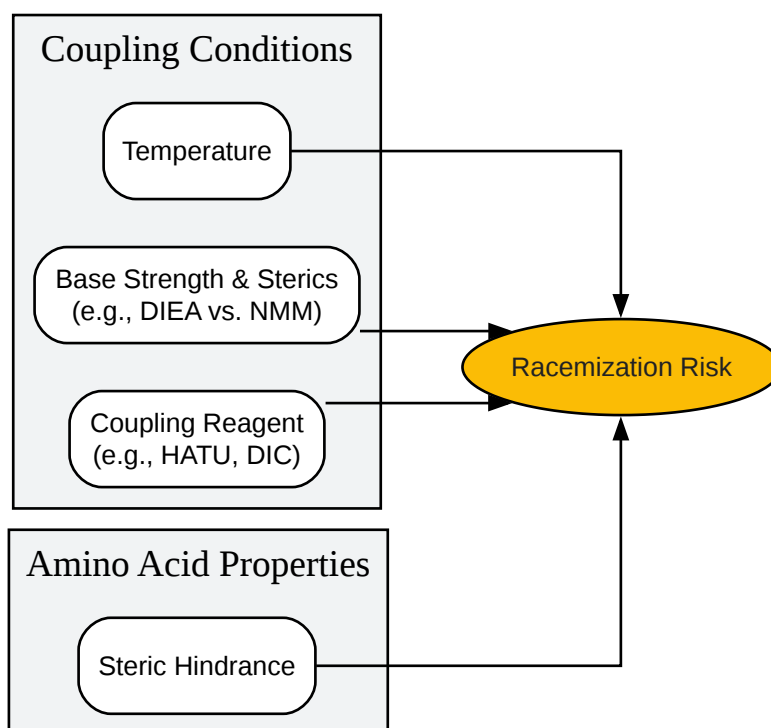 Coupling Conditions
Temperature
Base Strength & Sterics
(e.g., DIEA vs. NMM)
Racemization Risk
Coupling Reagent
(e.g., HATU, DIC)
Amino Acid Properties
Steric Hindrance